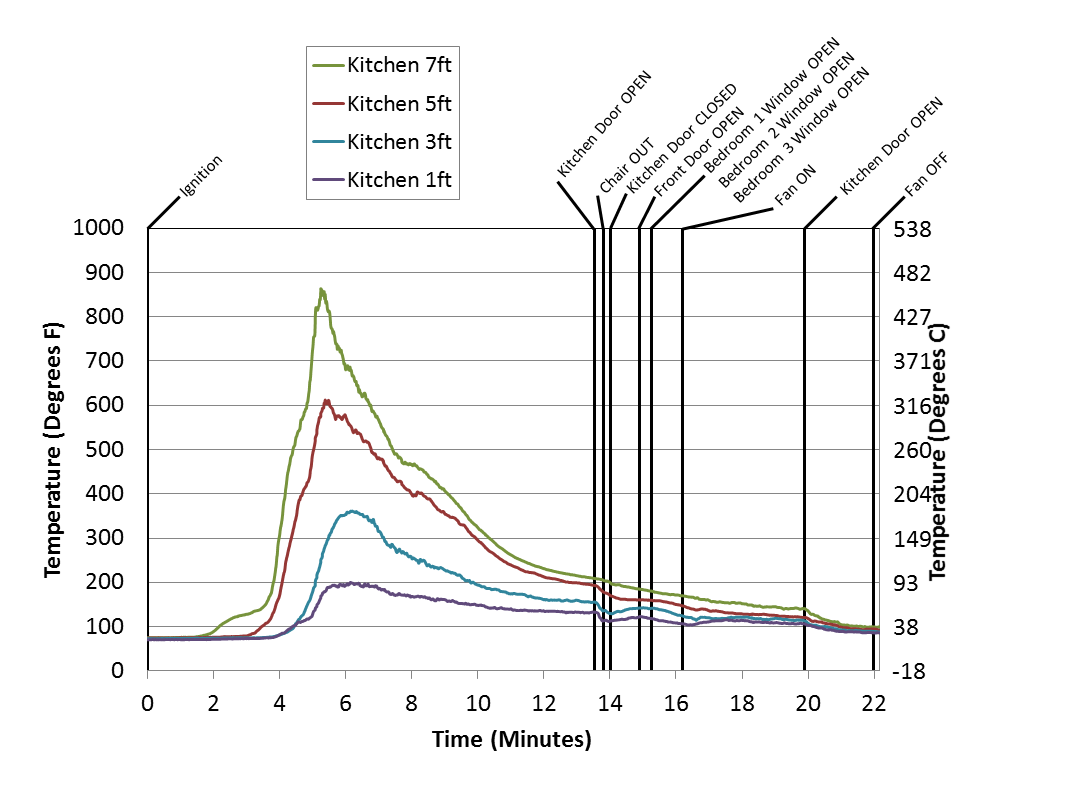 Kitchen 7ft
Kitchen 5ft
Kitchen 3ft
Kitchen 1ft
Ignition
Kitchen Door OPEN
Chair OUT
Kitchen Door CLOSED
Front Door OPEN
Bedroom 1 Window OPEN
Bedroom 2 Window OPEN
Bedroom 3 Window OPEN
Fan ON
Kitchen Door OPEN
Fan OFF
Temperature (Degrees F)
1000
900
800
700
600
500
400
300
200
100
0
538
482
427
371
316
260
204
149
93
38
-18
Temperature (Degrees C)
0 2 4 6 8 10 12 14 16 18 20 22
Time (Minutes)